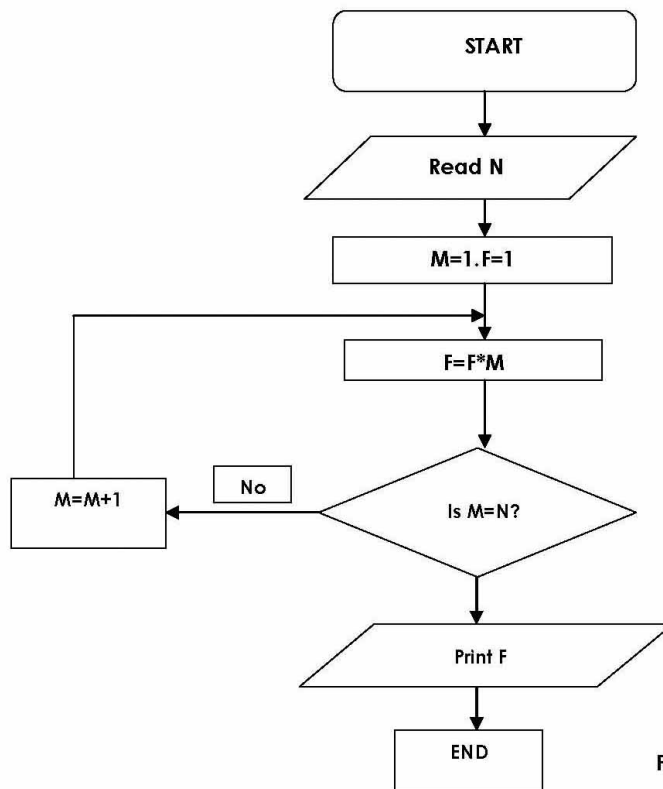 START
Read N
M=1.F=1
F=F*M
No
M=M+1
Is M=N?
Print F
END
F